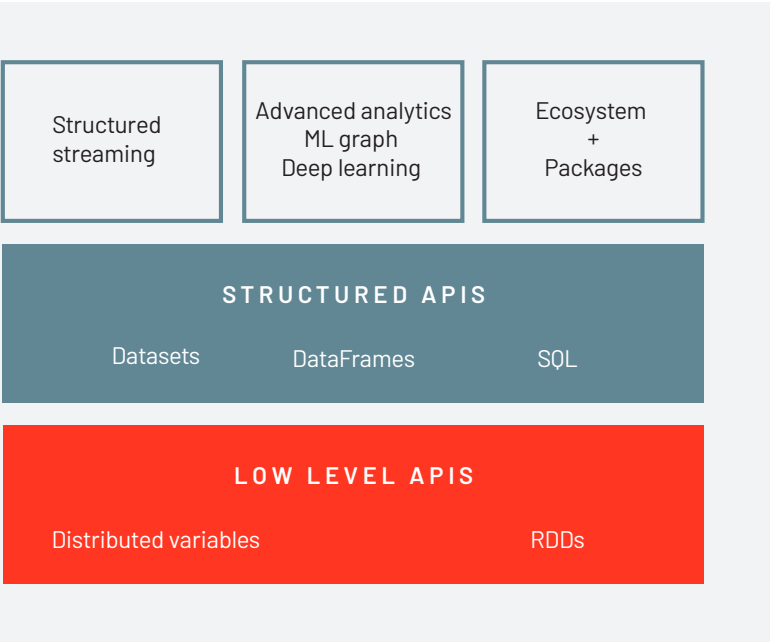 Structured
streaming
Advanced analytics
ML graph
Deep learning
Ecosystem
+
Packages
STRUCTURED APIS
Datasets
DataFrames
SQL
LOW LEVEL APIS
Distributed variables
RDDs